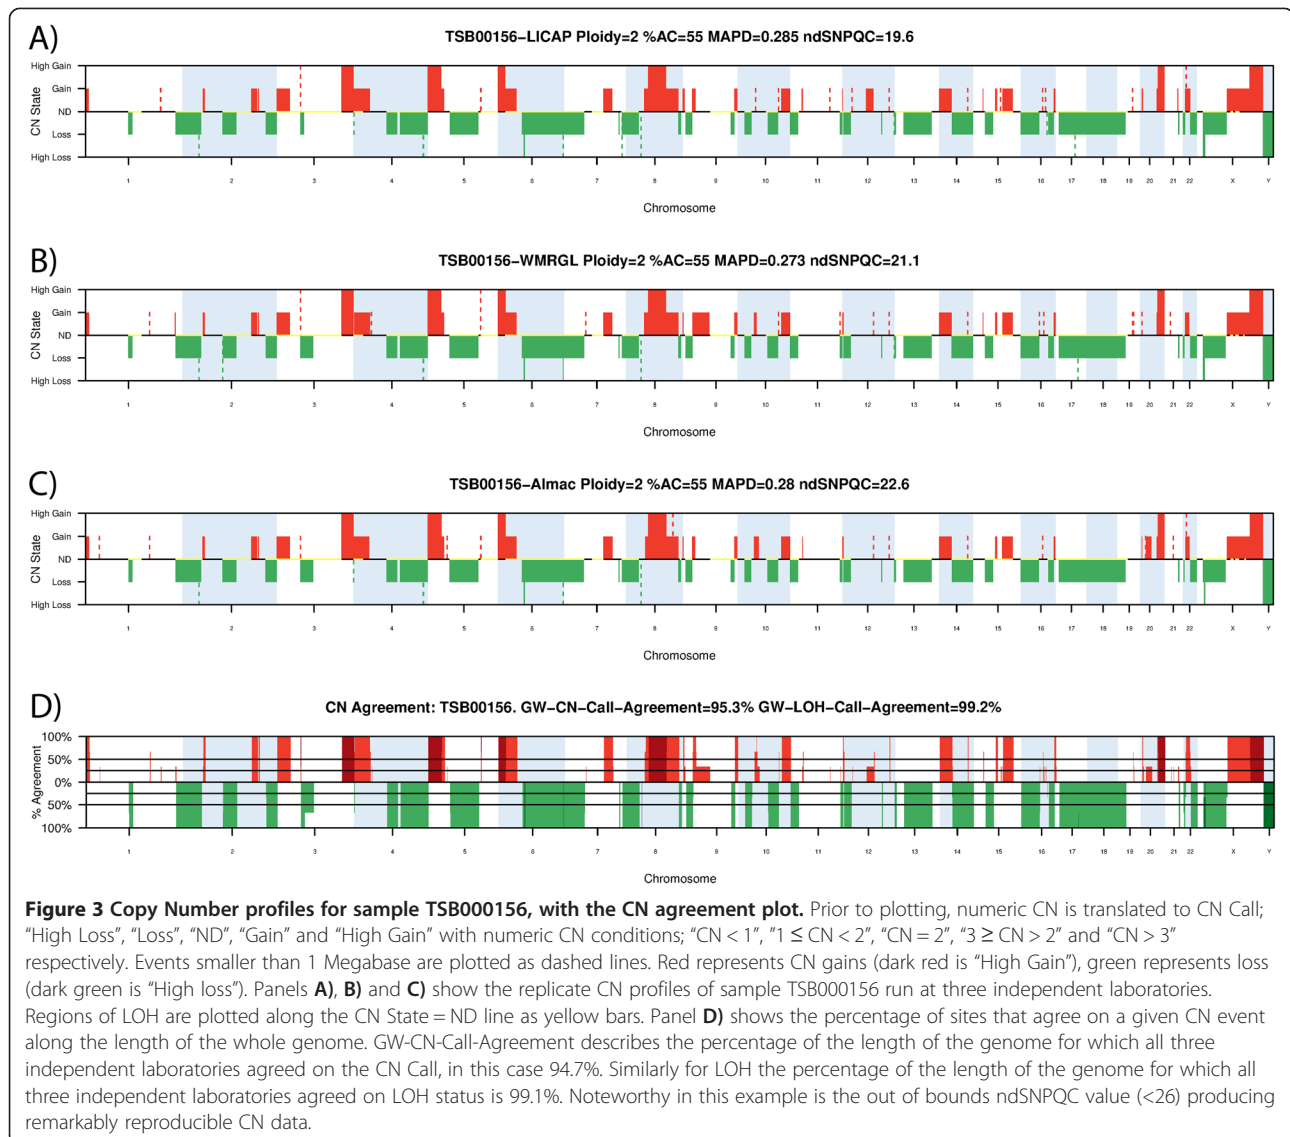 A)
TSB00156−LICAP Ploidy=2 %AC=55 MAPD=0.285 ndSNPQC=19.6
High Gain
Gain
ND
Loss
High Loss
CN State
1 2 3 4 5 6 7 8 9 10 11 12 13 14 15 16 17 18 19 20 21 22 X Y
Chromosome
B)
TSB00156−WMRGL Ploidy=2 %AC=55 MAPD=0.273 ndSNPQC=21.1
High Gain
Gain
ND
Loss
High Loss
CN State
1 2 3 4 5 6 7 8 9 10 11 12 13 14 15 16 17 18 19 20 21 22 X Y
Chromosome
C)
TSB00156−Almac Ploidy=2 %AC=55 MAPD=0.28 ndSNPQC=22.6
High Gain
Gain
ND
Loss
High Loss
CN State
1 2 3 4 5 6 7 8 9 10 11 12 13 14 15 16 17 18 19 20 21 22 X Y
Chromosome
D)
CN Agreement: TSB00156. GW−CN−Call−Agreement=95.3% GW−LOH−Call−Agreement=99.2%
100%
50%
0%
50%
100%
% Agreement
1 2 3 4 5 6 7 8 9 10 11 12 13 14 15 16 17 18 19 20 21 22 X Y
Chromosome
Figure 3 Copy Number profiles for sample TSB000156, with the CN agreement plot. Prior to plotting, numeric CN is translated to CN Call;
“High Loss”, “Loss”, “ND”, “Gain” and “High Gain” with numeric CN conditions; “CN < 1”, “1 ≤ CN < 2”, “CN = 2”, “3 ≥ CN > 2” and “CN > 3”
respectively. Events smaller than 1 Megabase are plotted as dashed lines. Red represents CN gains (dark red is “High Gain”), green represents loss
(dark green is “High loss”). Panels A), B) and C) show the replicate CN profiles of sample TSB000156 run at three independent laboratories.
Regions of LOH are plotted along the CN State = ND line as yellow bars. Panel D) shows the percentage of sites that agree on a given CN event
along the length of the whole genome. GW-CN-Call-Agreement describes the percentage of the length of the genome for which all three
independent laboratories agreed on the CN Call, in this case 94.7%. Similarly for LOH the percentage of the length of the genome for which all
three independent laboratories agreed on LOH status is 99.1%. Noteworthy in this example is the out of bounds ndSNPQC value (<26) producing
remarkably reproducible CN data.